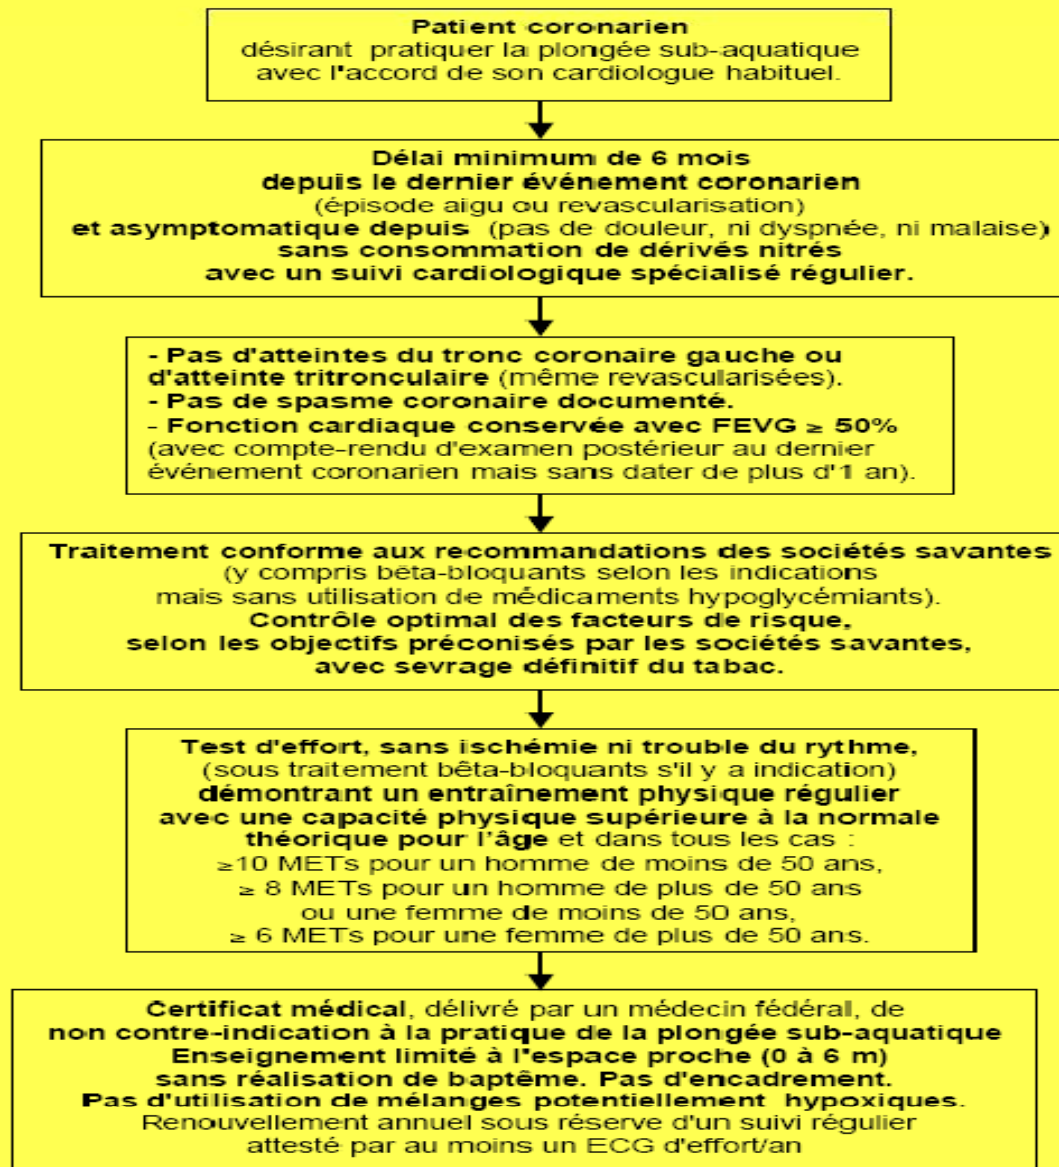 Patient coronarien
désirant pratiquer la plongée sub-aquatique
avec l'accord de son cardiologue habituel.
Délai minimum de 6 mois
depuis le dernier événement coronarien
(épisode aigu ou revascularisation)
et asymptomatique depuis (pas de douleur, ni dyspnée, ni malaise)
sans consommation de dérivés nitrés
avec un suivi cardiologique spécialisé régulier.
- Pas d'atteintes du tronc coronaire gauche ou
d'atteinte tritronculaire (même revascularisées).
- Pas de spasme coronaire documenté.
- Fonction cardiaque conservée avec FEVG ≥ 50%
(avec compte-rendu d'examen postérieur au dernier
événement coronarien mais sans dater de plus d'1 an).
Traitement conforme aux recommandations des sociétés savantes
(y compris bêta-bloquants selon les indications
mais sans utilisation de médicaments hypoglycémiants).
Contrôle optimal des facteurs de risque,
selon les objectifs préconisés par les sociétés savantes,
avec sevrage définitif du tabac.
Test d'effort, sans ischémie ni trouble du rythme,
(sous traitement bêta-bloquants s'il y a indication)
démontrant un entraînement physique régulier
avec une capacité physique supérieure à la normale
théorique pour l'âge et dans tous les cas :
≥10 METs pour un homme de moins de 50 ans,
≥ 8 METs pour un homme de plus de 50 ans
ou une femme de moins de 50 ans,
≥ 6 METs pour une femme de plus de 50 ans.
Certificat médical, délivré par un médecin fédéral, de
non contre-indication à la pratique de la plongée sub-aquatique
Enseignement limité à l'espace proche (0 à 6 m)
sans réalisation de baptême. Pas d'encadrement.
Pas d'utilisation de mélanges potentiellement hypoxiques.
Renouvellement annuel sous réserve d'un suivi régulier
attesté par au moins un ECG d'effort/an